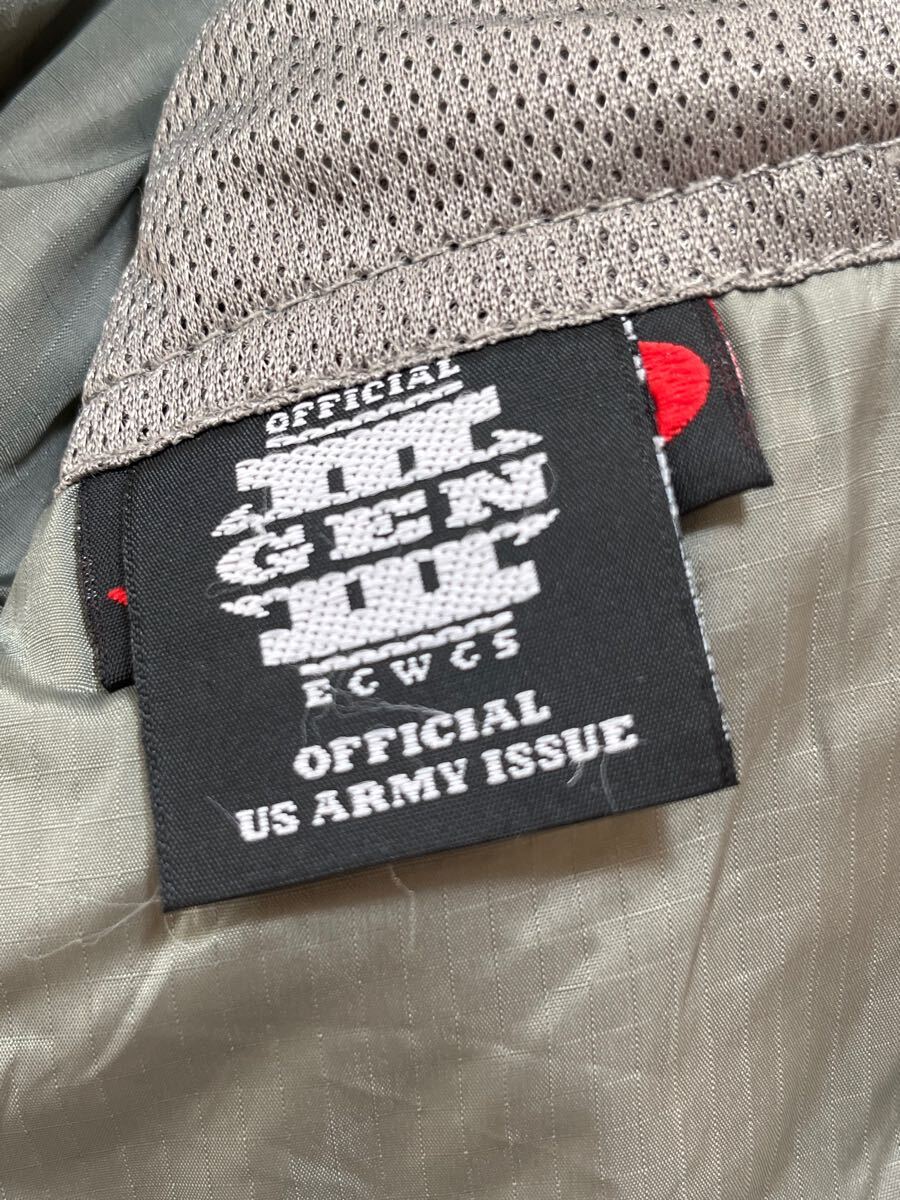 OFFICIAL
III
GEN
III
ECWCS
OFFICIAL
US ARMY ISSUE